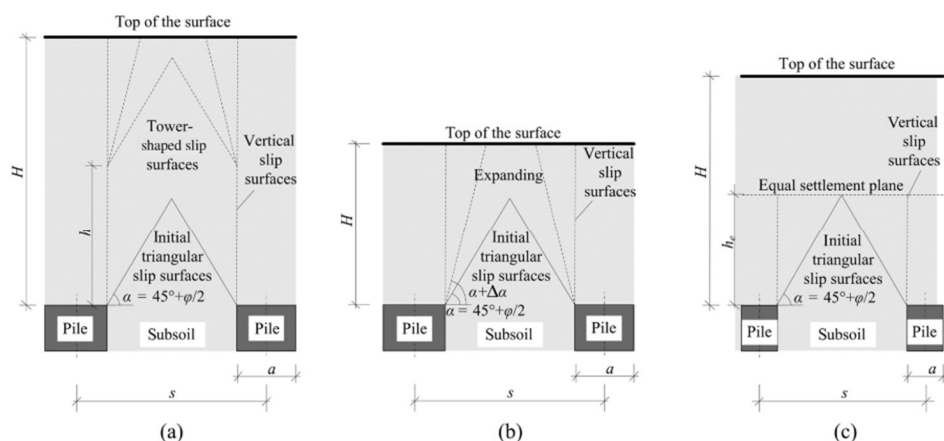 Top of the surface
H
h
Tower-
shaped slip
surfaces
Vertical
slip
surfaces
Initial
triangular
slip surfaces
α = 45°+φ/2
Pile
Subsoil
Pile
a
s
(a)
Top of the surface
H
Expanding
Vertical
slip
surfaces
Initial
triangular
slip surfaces
α+Δα
α = 45°+φ/2
Pile
Subsoil
Pile
a
s
(b)
Top of the surface
H
Vertical
slip
surfaces
Equal settlement plane
he
Initial
triangular
slip surfaces
α = 45°+φ/2
Pile
Subsoil
Pile
a
s
(c)